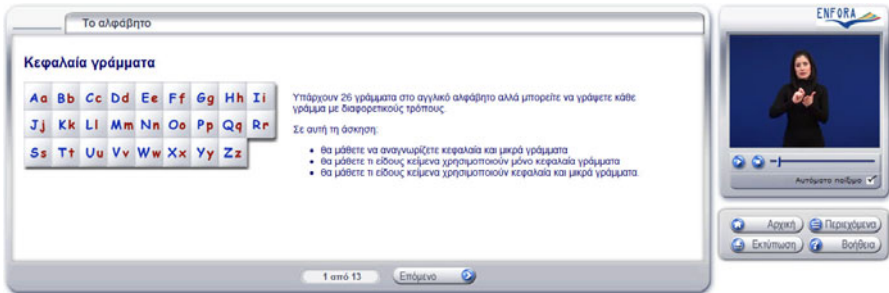 Το αλφάβητο
Κεφαλαία γράμματα
Aa Bb Cc Dd Ee Ff Gg Hh Ii
Jj Kk Ll Mm Nn Oo Pp Qq Rr
Ss Tt Uu Vv Ww Xx Yy Zz
Υπάρχουν 26 γράμματα στο αγγλικό αλφάβητο αλλά μπορείτε να γράψετε κάθε
γράμμα με διαφορετικούς τρόπους.
Σε αυτή τη άσκηση:
• θα μάθετε να αναγνωρίζετε κεφαλαία και μικρά γράμματα
• θα μάθετε τι είδους κείμενα χρησιμοποιούν μόνο κεφαλαία γράμματα
• θα μάθετε τι είδους κείμενα χρησιμοποιούν κεφαλαία και μικρά γράμματα.
1 από 13
Επόμενο
ENFORA
Αυτόματο παίξιμο
Αρχική
Περιεχόμενα
Εκτύπωση
Βοήθεια